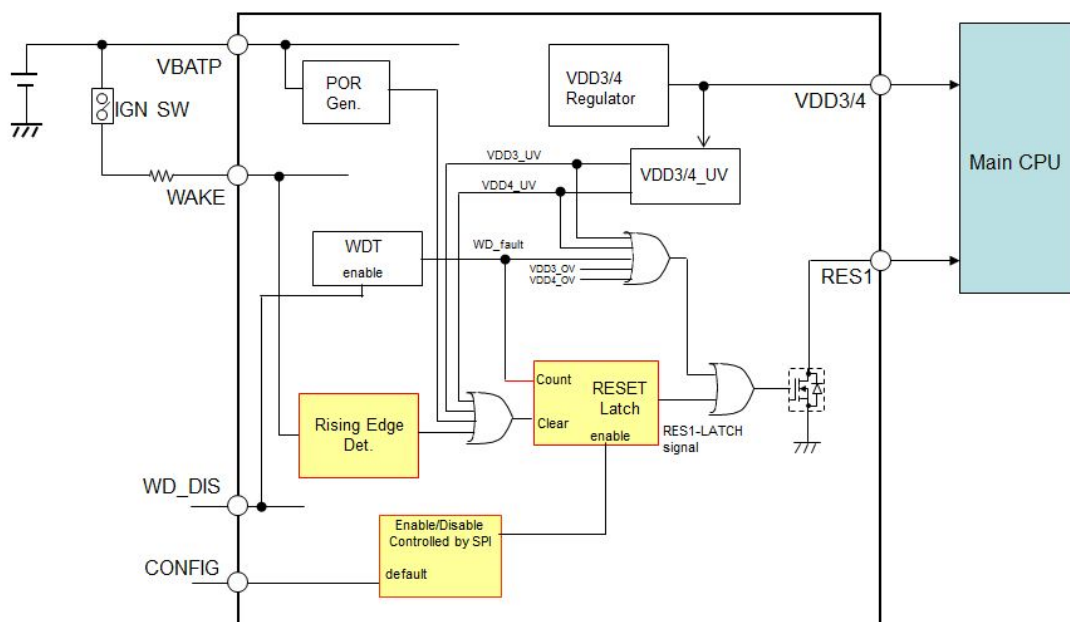 VBATP
POR
Gen.
VDD3/4
Regulator
VDD3/4
Main CPU
IGN SW
WAKE
VDD3_UV
VDD4_UV
VDD3/4_UV
WDT
enable
WD_fault
VDD3_OV
VDD4_OV
RES1
Count
RESET
Latch
Clear
enable
RES1-LATCH
signal
Rising Edge
Det.
WD_DIS
Enable/Disable
Controlled by SPI
default
CONFIG